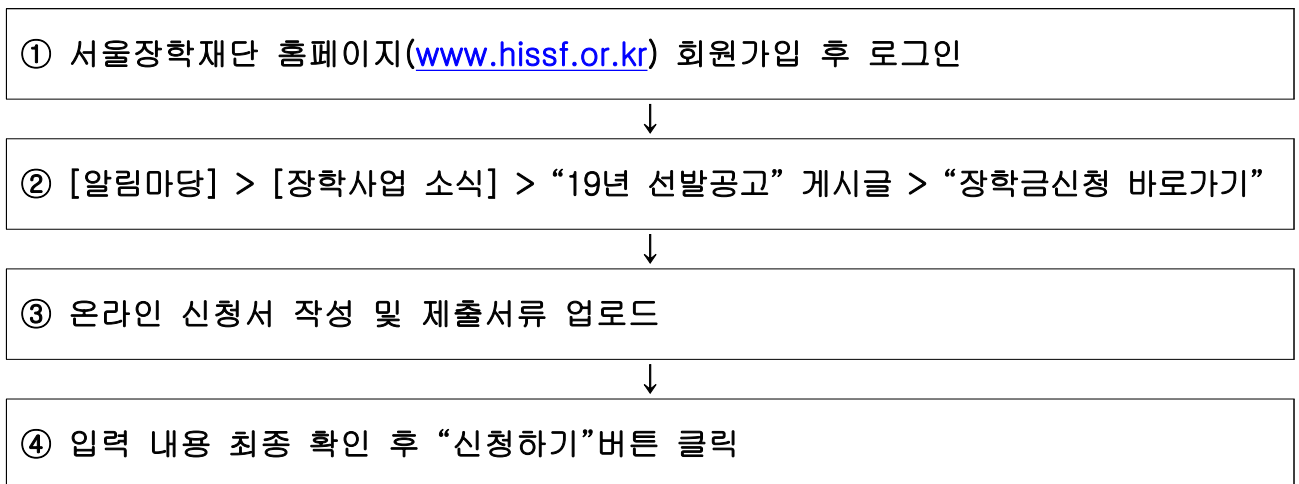 ① 서울장학재단 홈페이지(www.hissf.or.kr) 회원가입 후 로그인
↓
② [알림마당] > [장학사업 소식] > “19년 선발공고” 게시글 > “장학금신청 바로가기”
↓
③ 온라인 신청서 작성 및 제출서류 업로드
↓
④ 입력 내용 최종 확인 후 “신청하기”버튼 클릭